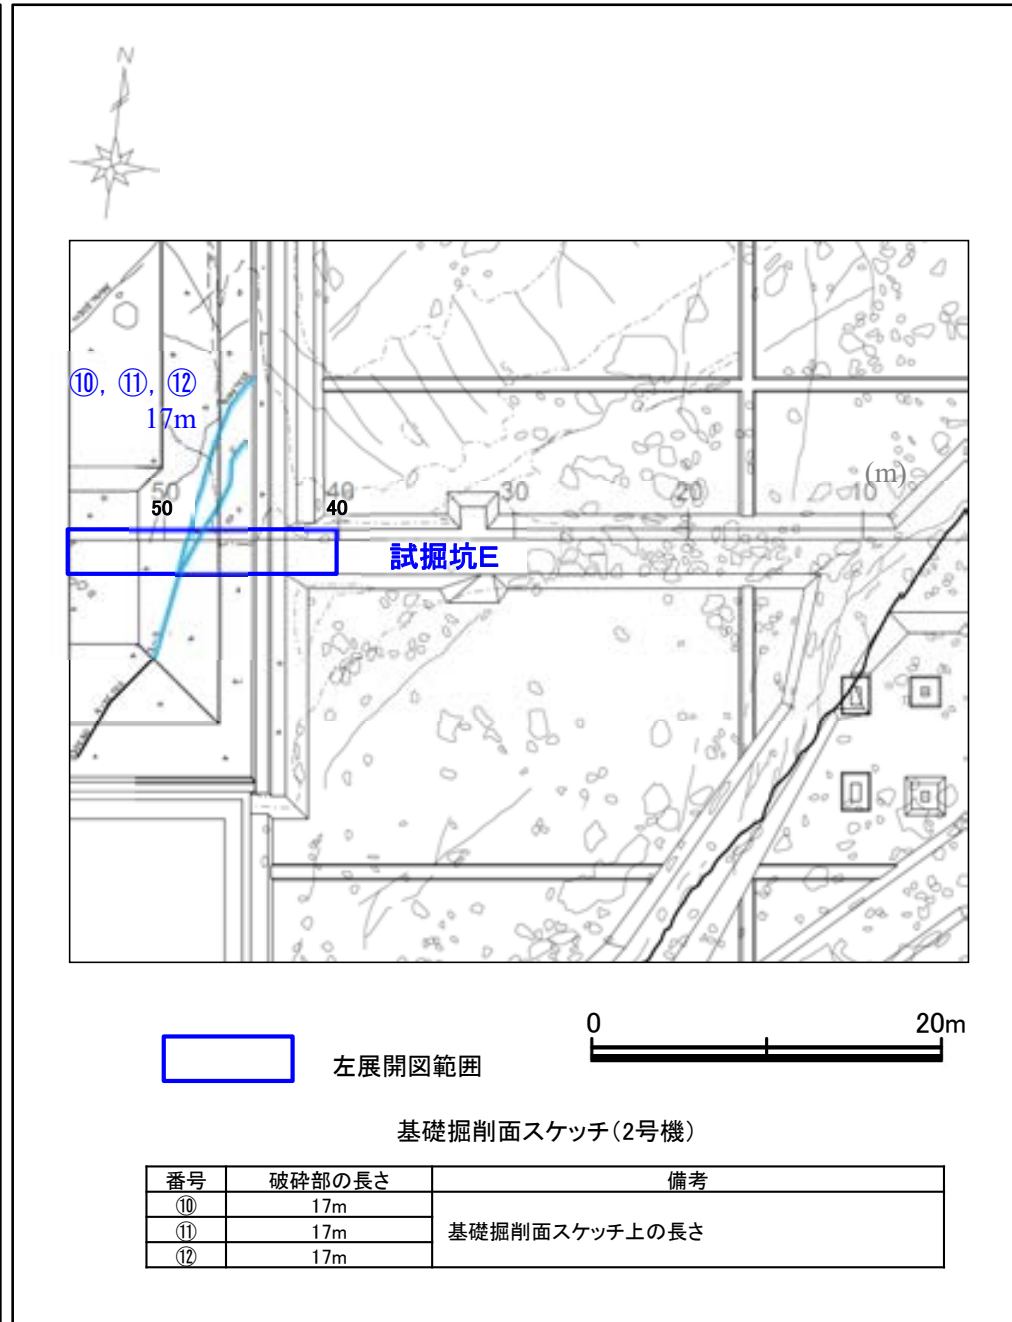 N
⑩, ⑪, ⑫
17m
(m)
50 40 30 20 10
50 40
試掘坑E
左展開図範囲
0 20m
基礎掘削面スケッチ(2号機)
番号 破砕部の長さ 備考
⑩ 17m
⑪ 17m 基礎掘削面スケッチ上の長さ
⑫ 17m